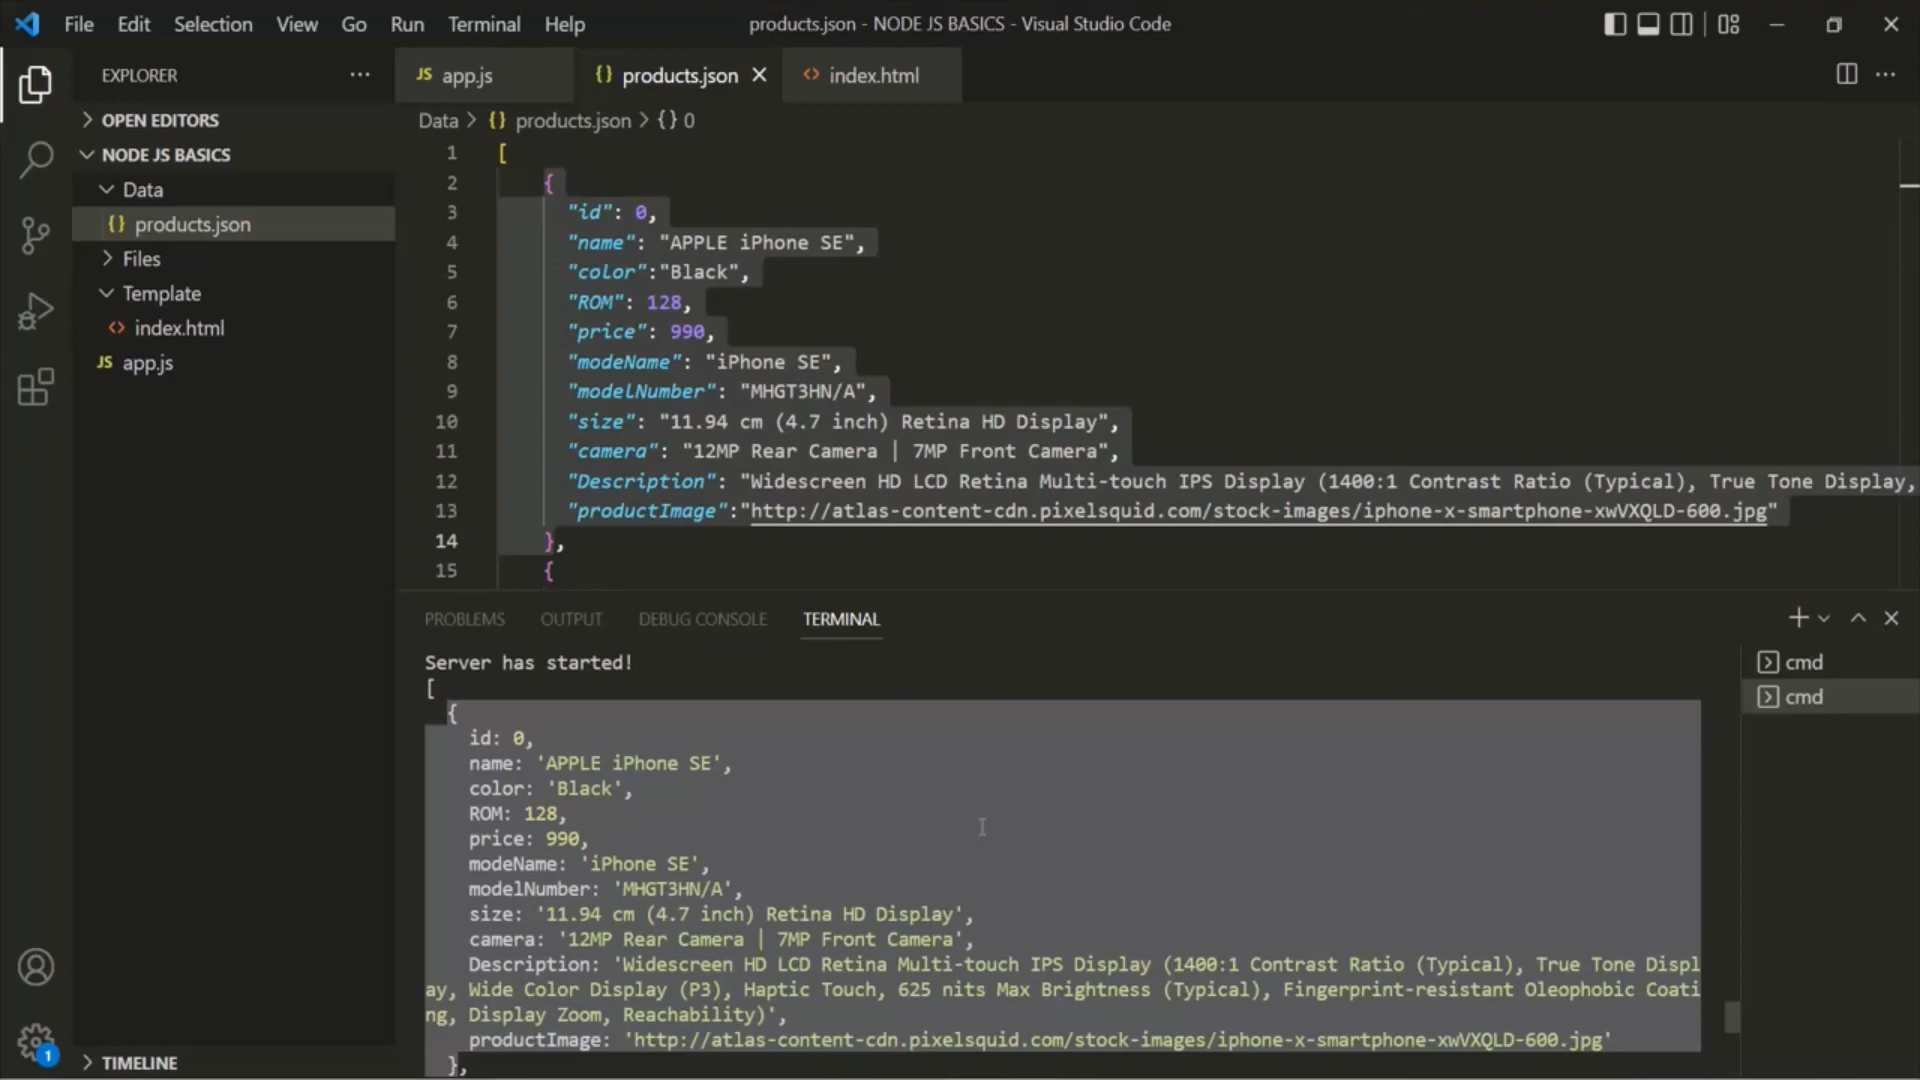 File Edit Selection View Go Run Terminal Help
products.json - NODE JS BASICS - Visual Studio Code
EXPLORER
OPEN EDITORS
NODE JS BASICS
Data
{} products.json
Files
Template
<> index.html
JS app.js
TIMELINE
1
JS app.js
{} products.json
<> index.html
Data > {} products.json > {} 0
1 [
2 {
3 "id": 0,
4 "name": "APPLE iPhone SE",
5 "color":"Black",
6 "ROM": 128,
7 "price": 990,
8 "modeName": "iPhone SE",
9 "modelNumber": "MHGT3HN/A",
10 "size": "11.94 cm (4.7 inch) Retina HD Display",
11 "camera": "12MP Rear Camera | 7MP Front Camera",
12 "Description": "Widescreen HD LCD Retina Multi-touch IPS Display (1400:1 Contrast Ratio (Typical), True Tone Display,
13 "productImage":"http://atlas-content-cdn.pixelsquid.com/stock-images/iphone-x-smartphone-xwVXQLD-600.jpg"
14 },
15 {
PROBLEMS OUTPUT DEBUG CONSOLE TERMINAL
cmd
cmd
Server has started!
[
{
id: 0,
name: 'APPLE iPhone SE',
color: 'Black',
ROM: 128,
price: 990,
modeName: 'iPhone SE',
modelNumber: 'MHGT3HN/A',
size: '11.94 cm (4.7 inch) Retina HD Display',
camera: '12MP Rear Camera | 7MP Front Camera',
Description: 'Widescreen HD LCD Retina Multi-touch IPS Display (1400:1 Contrast Ratio (Typical), True Tone Displ
ay, Wide Color Display (P3), Haptic Touch, 625 nits Max Brightness (Typical), Fingerprint-resistant Oleophobic Coati
ng, Display Zoom, Reachability)',
productImage: 'http://atlas-content-cdn.pixelsquid.com/stock-images/iphone-x-smartphone-xwVXQLD-600.jpg'
},